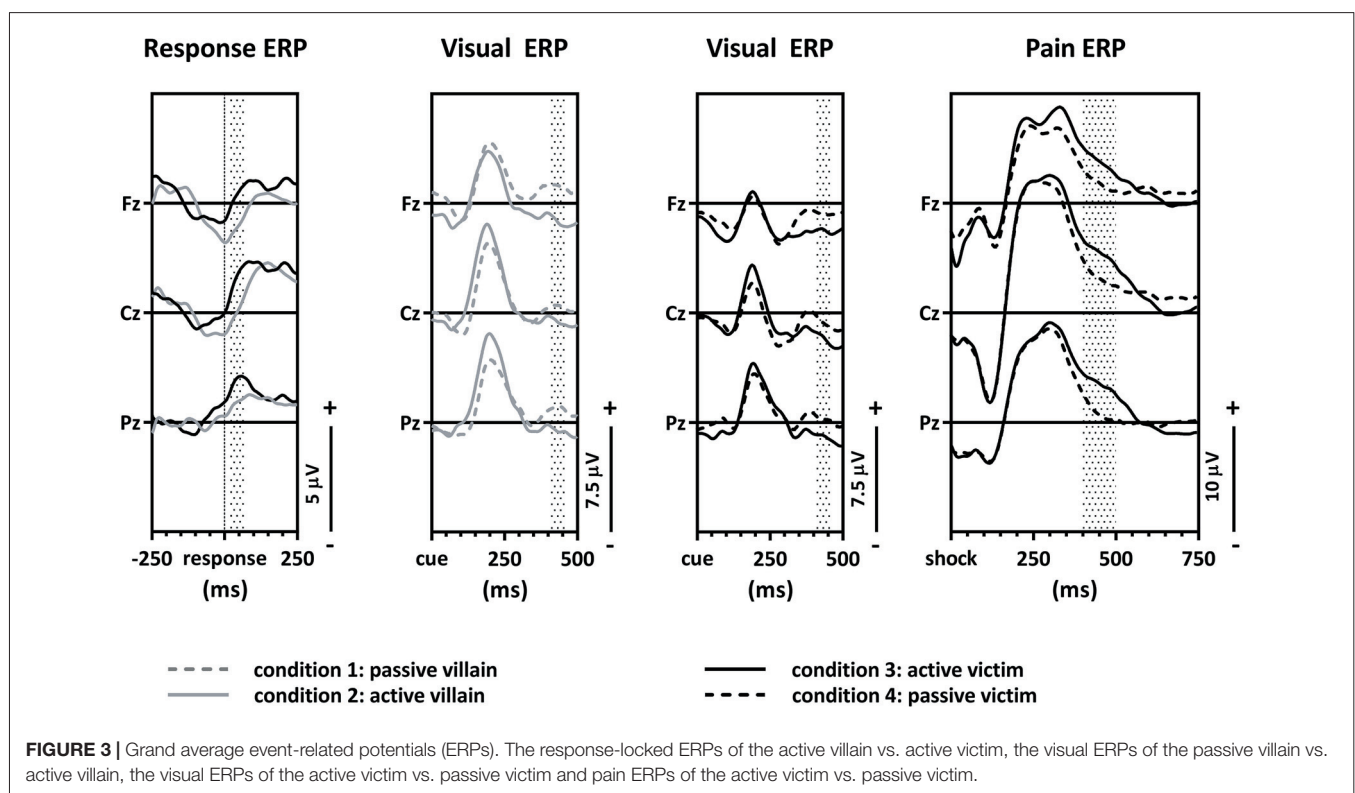 Response ERP
Visual ERP
Visual ERP
Pain ERP
Fz
Cz
Pz
+
5 µV
-
-250 response 250
(ms)
Fz
Cz
Pz
+
7.5 µV
-
cue 250 500
(ms)
Fz
Cz
Pz
+
7.5 µV
-
cue 250 500
(ms)
Fz
Cz
Pz
+
10 µV
-
shock 250 500 750
(ms)
condition 1: passive villain
condition 2: active villain
condition 3: active victim
condition 4: passive victim
FIGURE 3 | Grand average event-related potentials (ERPs). The response-locked ERPs of the active villain vs. active victim, the visual ERPs of the passive villain vs.
active villain, the visual ERPs of the active victim vs. passive victim and pain ERPs of the active victim vs. passive victim.